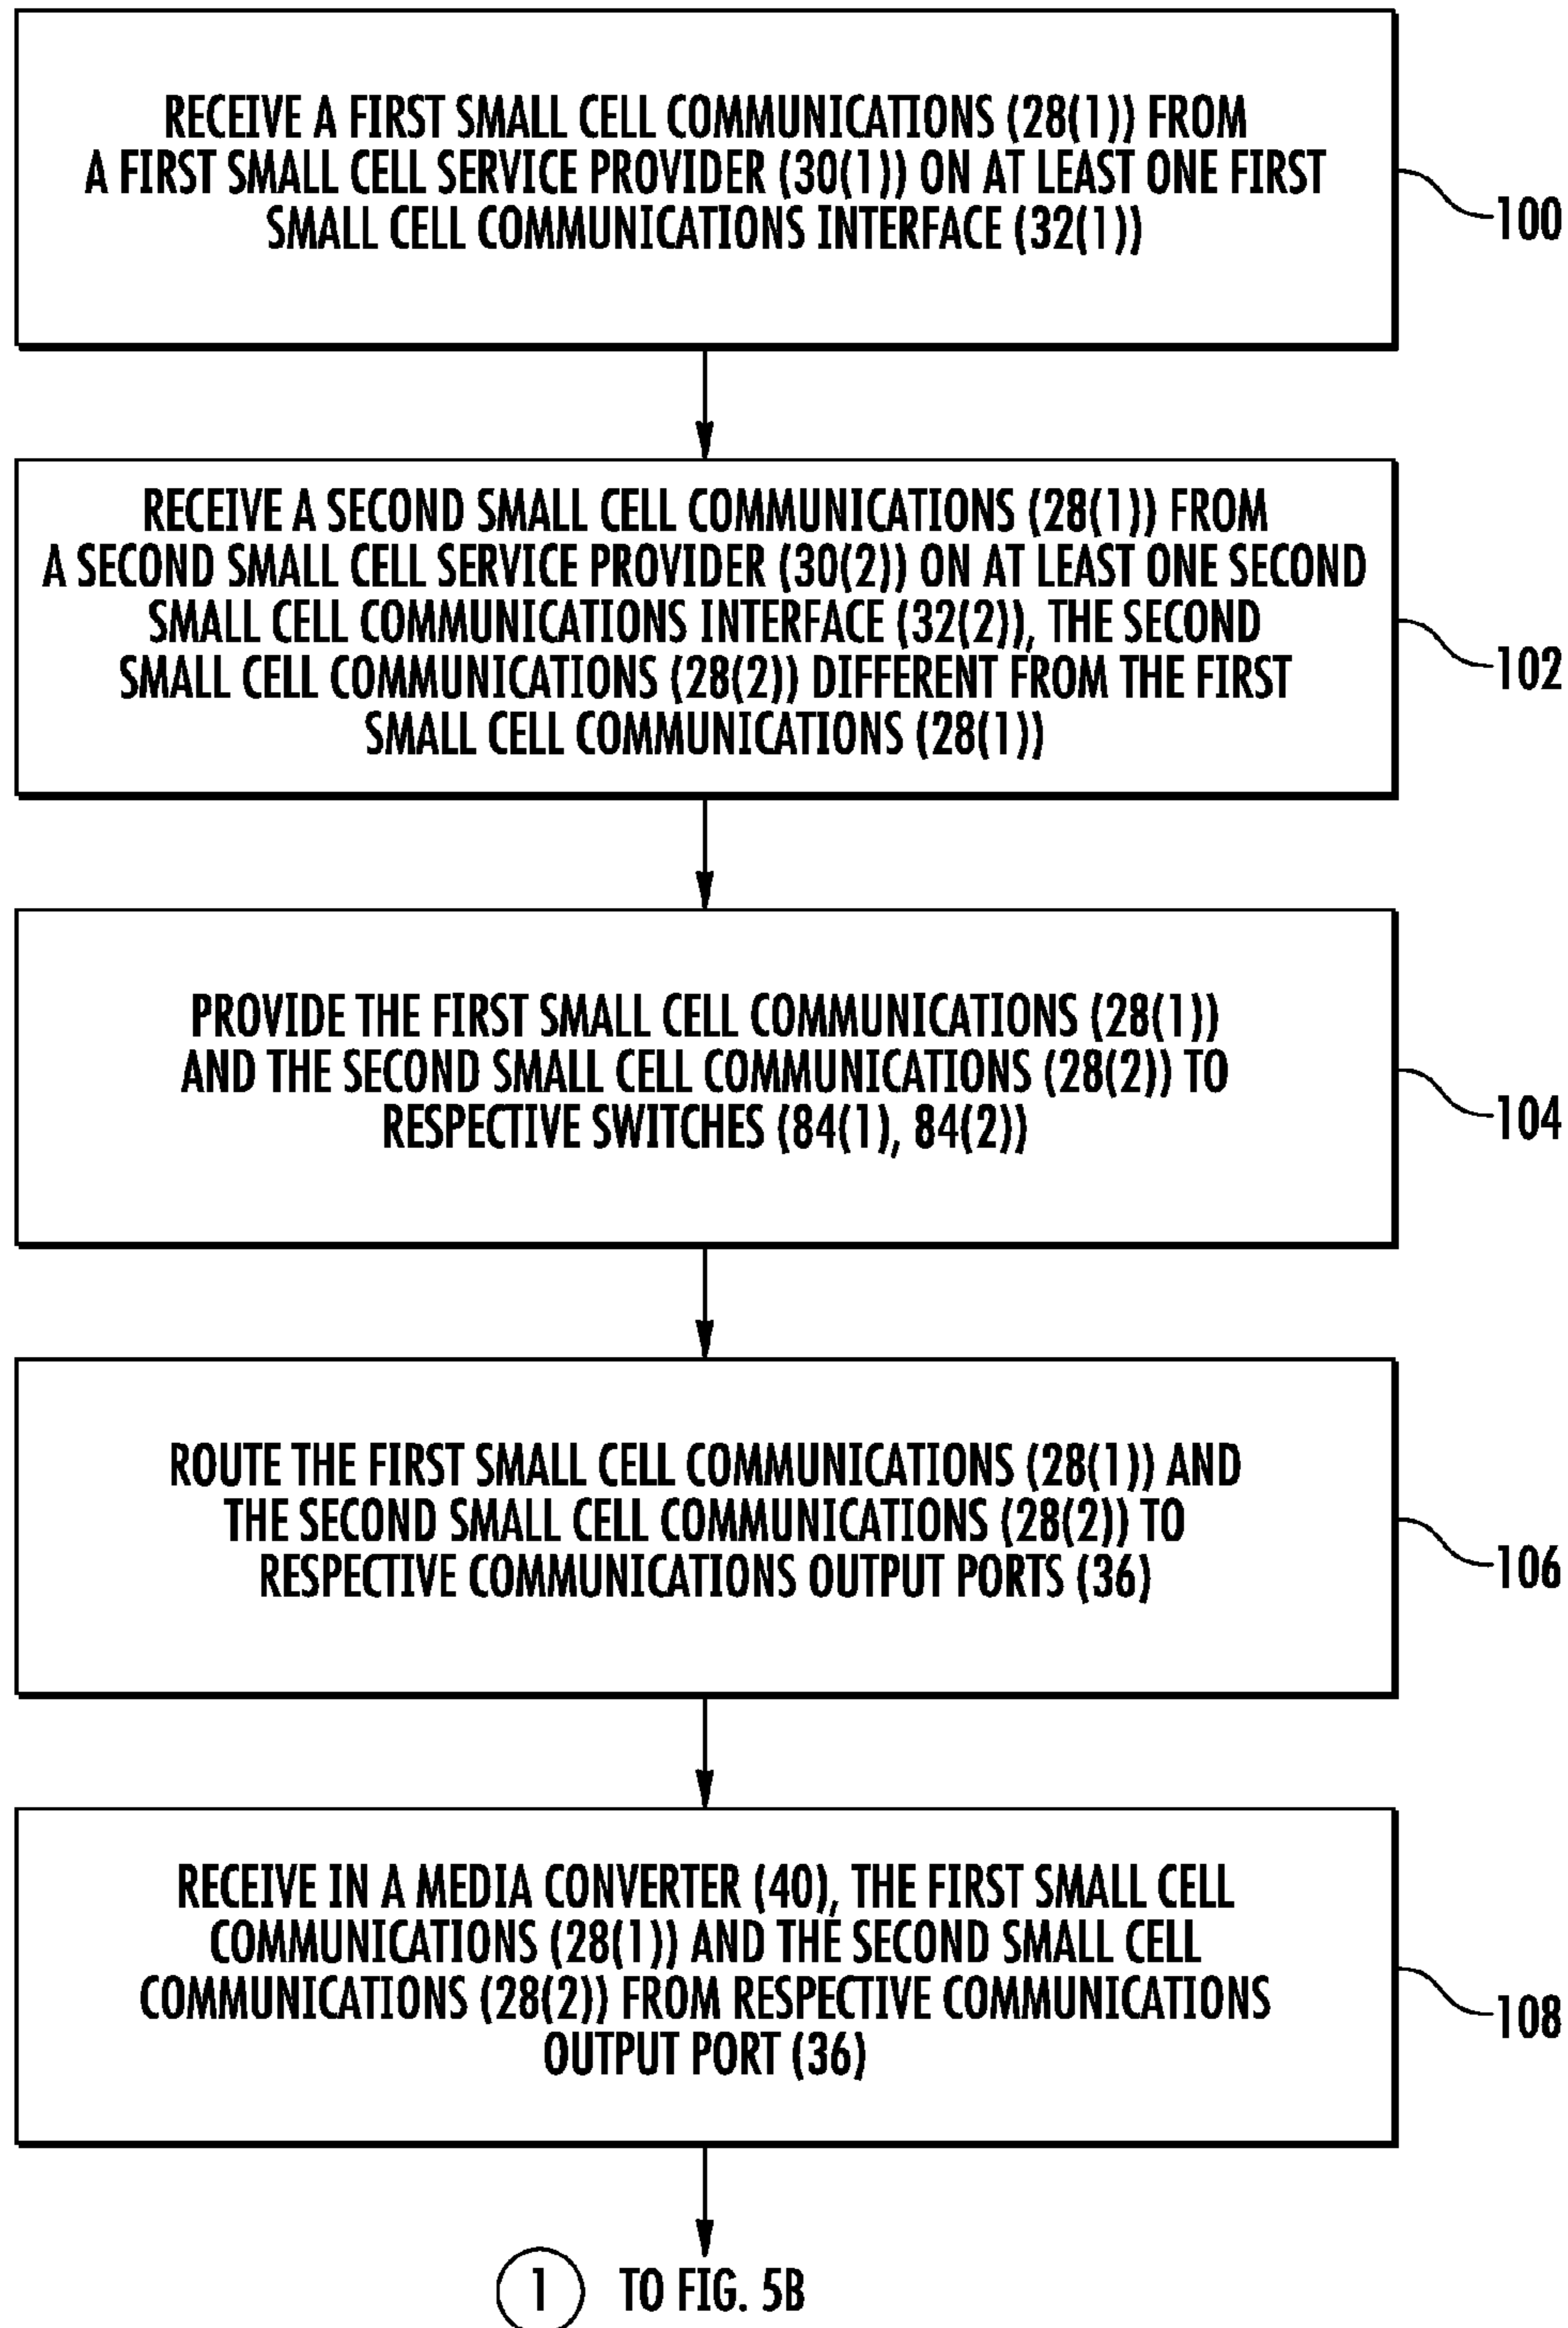 RECEIVE A FIRST SMALL CELL COMMUNICATIONS (28(1)) FROM
A FIRST SMALL CELL SERVICE PROVIDER (30(1)) ON AT LEAST ONE FIRST
SMALL CELL COMMUNICATIONS INTERFACE (32(1))
100
RECEIVE A SECOND SMALL CELL COMMUNICATIONS (28(1)) FROM
A SECOND SMALL CELL SERVICE PROVIDER (30(2)) ON AT LEAST ONE SECOND
SMALL CELL COMMUNICATIONS INTERFACE (32(2)), THE SECOND
SMALL CELL COMMUNICATIONS (28(2)) DIFFERENT FROM THE FIRST
SMALL CELL COMMUNICATIONS (28(1))
102
PROVIDE THE FIRST SMALL CELL COMMUNICATIONS (28(1))
AND THE SECOND SMALL CELL COMMUNICATIONS (28(2)) TO
RESPECTIVE SWITCHES (84(1), 84(2))
104
ROUTE THE FIRST SMALL CELL COMMUNICATIONS (28(1)) AND
THE SECOND SMALL CELL COMMUNICATIONS (28(2)) TO
RESPECTIVE COMMUNICATIONS OUTPUT PORTS (36)
106
RECEIVE IN A MEDIA CONVERTER (40), THE FIRST SMALL CELL
COMMUNICATIONS (28(1)) AND THE SECOND SMALL CELL
COMMUNICATIONS (28(2)) FROM RESPECTIVE COMMUNICATIONS
OUTPUT PORT (36)
108
1 TO FIG. 5B